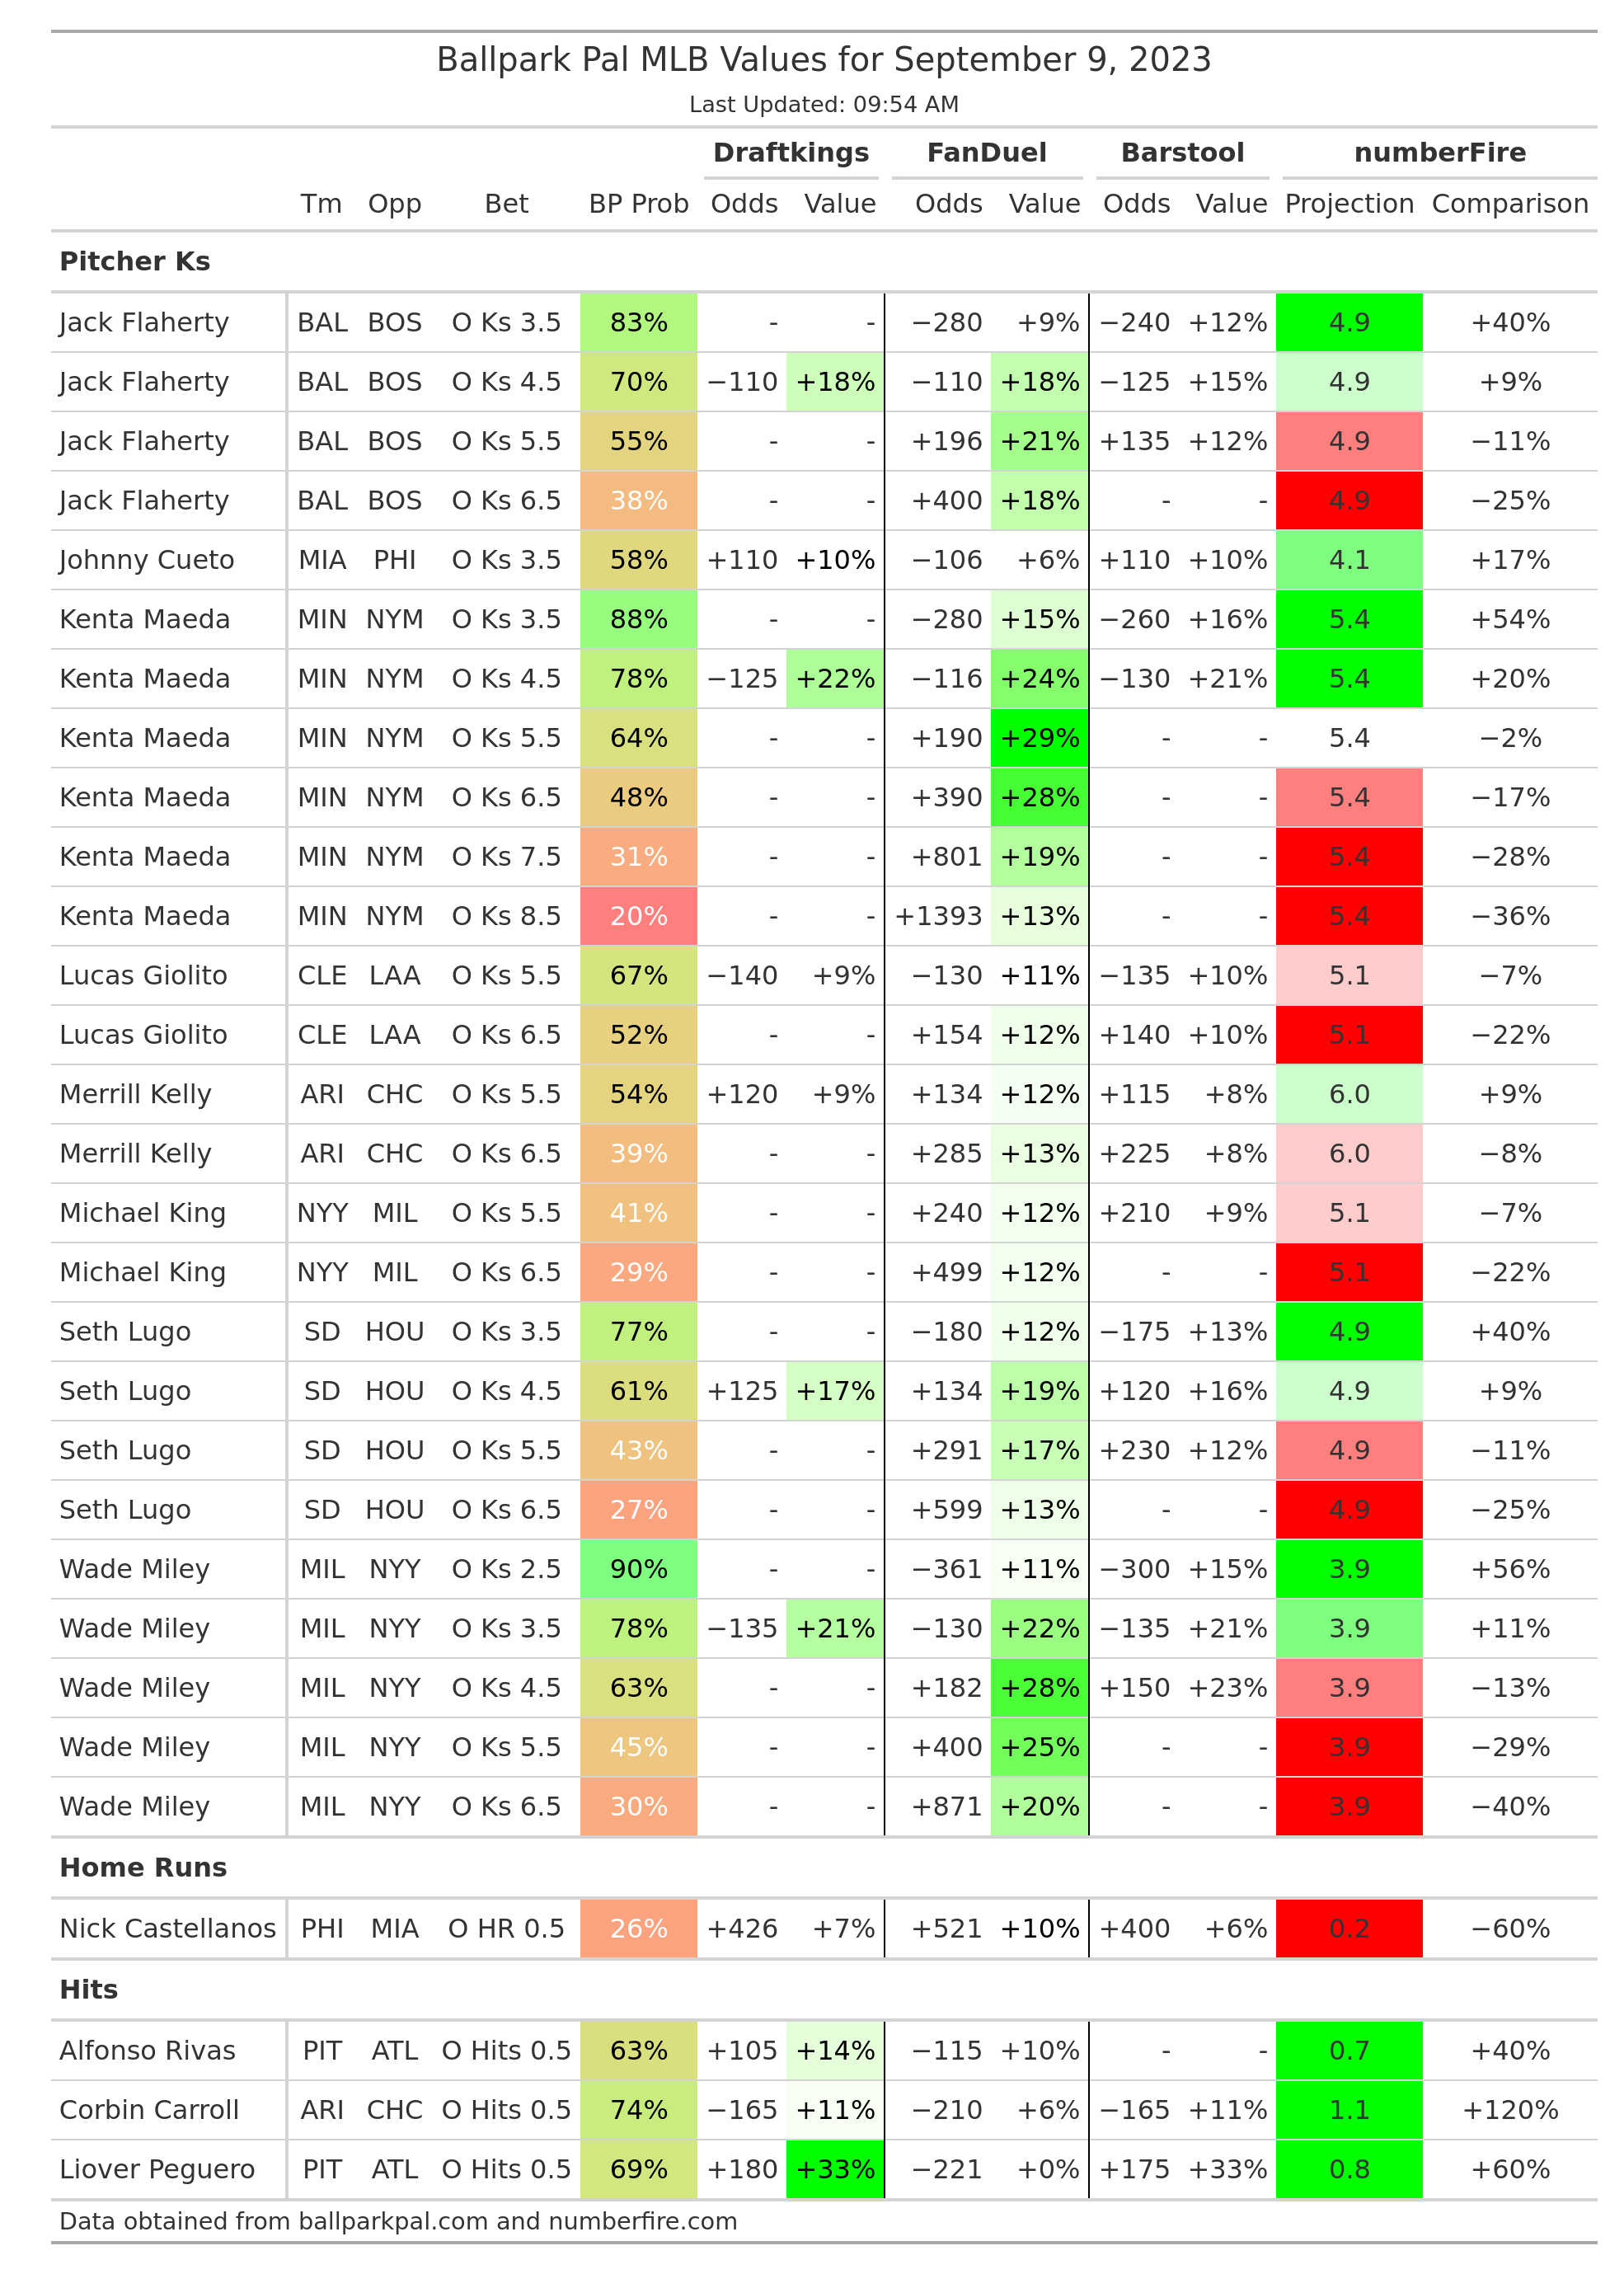 Ballpark Pal MLB Values for September 9, 2023
Last Updated: 09:54 AM
Draftkings FanDuel Barstool numberFire
Tm Opp Bet BP Prob Odds Value Odds Value Odds Value Projection Comparison
Pitcher Ks
Jack Flaherty BAL BOS O Ks 3.5 83% - - −280 +9% −240 +12% 4.9 +40%
Jack Flaherty BAL BOS O Ks 4.5 70% −110 +18% −110 +18% −125 +15% 4.9 +9%
Jack Flaherty BAL BOS O Ks 5.5 55% - - +196 +21% +135 +12% 4.9 −11%
Jack Flaherty BAL BOS O Ks 6.5 38% - - +400 +18% - - 4.9 −25%
Johnny Cueto MIA PHI O Ks 3.5 58% +110 +10% −106 +6% +110 +10% 4.1 +17%
Kenta Maeda MIN NYM O Ks 3.5 88% - - −280 +15% −260 +16% 5.4 +54%
Kenta Maeda MIN NYM O Ks 4.5 78% −125 +22% −116 +24% −130 +21% 5.4 +20%
Kenta Maeda MIN NYM O Ks 5.5 64% - - +190 +29% - - 5.4 −2%
Kenta Maeda MIN NYM O Ks 6.5 48% - - +390 +28% - - 5.4 −17%
Kenta Maeda MIN NYM O Ks 7.5 31% - - +801 +19% - - 5.4 −28%
Kenta Maeda MIN NYM O Ks 8.5 20% - - +1393 +13% - - 5.4 −36%
Lucas Giolito CLE LAA O Ks 5.5 67% −140 +9% −130 +11% −135 +10% 5.1 −7%
Lucas Giolito CLE LAA O Ks 6.5 52% - - +154 +12% +140 +10% 5.1 −22%
Merrill Kelly ARI CHC O Ks 5.5 54% +120 +9% +134 +12% +115 +8% 6.0 +9%
Merrill Kelly ARI CHC O Ks 6.5 39% - - +285 +13% +225 +8% 6.0 −8%
Michael King NYY MIL O Ks 5.5 41% - - +240 +12% +210 +9% 5.1 −7%
Michael King NYY MIL O Ks 6.5 29% - - +499 +12% - - 5.1 −22%
Seth Lugo SD HOU O Ks 3.5 77% - - −180 +12% −175 +13% 4.9 +40%
Seth Lugo SD HOU O Ks 4.5 61% +125 +17% +134 +19% +120 +16% 4.9 +9%
Seth Lugo SD HOU O Ks 5.5 43% - - +291 +17% +230 +12% 4.9 −11%
Seth Lugo SD HOU O Ks 6.5 27% - - +599 +13% - - 4.9 −25%
Wade Miley MIL NYY O Ks 2.5 90% - - −361 +11% −300 +15% 3.9 +56%
Wade Miley MIL NYY O Ks 3.5 78% −135 +21% −130 +22% −135 +21% 3.9 +11%
Wade Miley MIL NYY O Ks 4.5 63% - - +182 +28% +150 +23% 3.9 −13%
Wade Miley MIL NYY O Ks 5.5 45% - - +400 +25% - - 3.9 −29%
Wade Miley MIL NYY O Ks 6.5 30% - - +871 +20% - - 3.9 −40%
Home Runs
Nick Castellanos PHI MIA O HR 0.5 26% +426 +7% +521 +10% +400 +6% 0.2 −60%
Hits
Alfonso Rivas PIT ATL O Hits 0.5 63% +105 +14% −115 +10% - - 0.7 +40%
Corbin Carroll ARI CHC O Hits 0.5 74% −165 +11% −210 +6% −165 +11% 1.1 +120%
Liover Peguero PIT ATL O Hits 0.5 69% +180 +33% −221 +0% +175 +33% 0.8 +60%
Data obtained from ballparkpal.com and numberfire.com